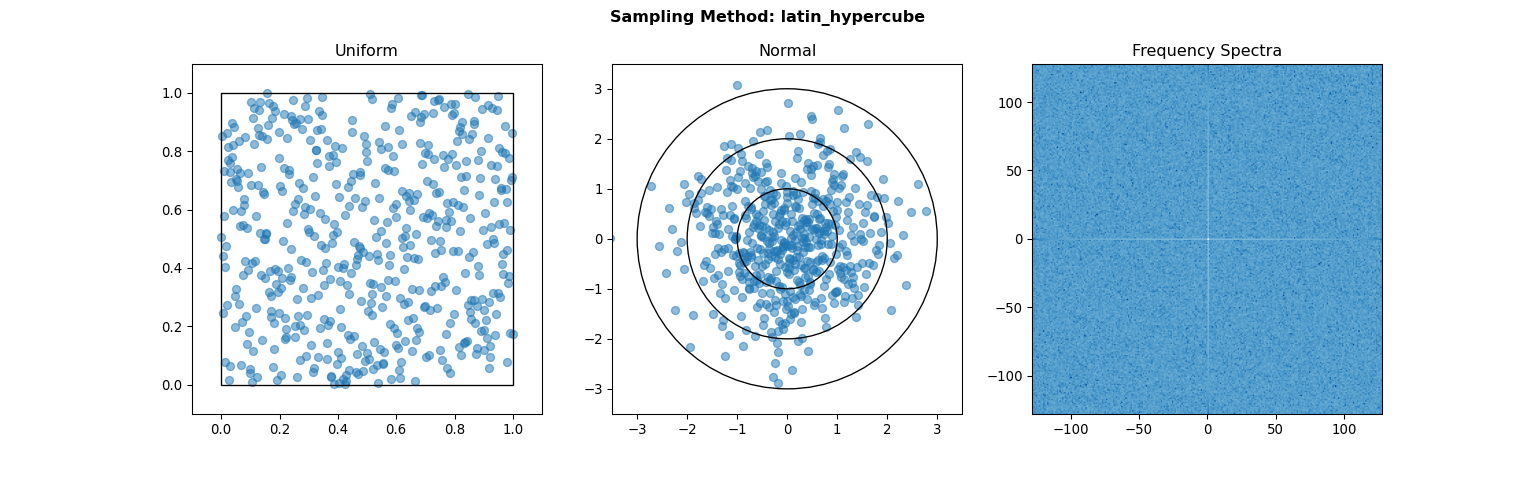 Sampling Method: latin_hypercube
Uniform
Normal
Frequency Spectra
1.0
0.8
0.6
0.4
0.2
0.0
0.0 0.2 0.4 0.6 0.8 1.0
3
2
1
0
−1
−2
−3
−3 −2 −1 0 1 2 3
100
50
0
−50
−100
−100 −50 0 50 100